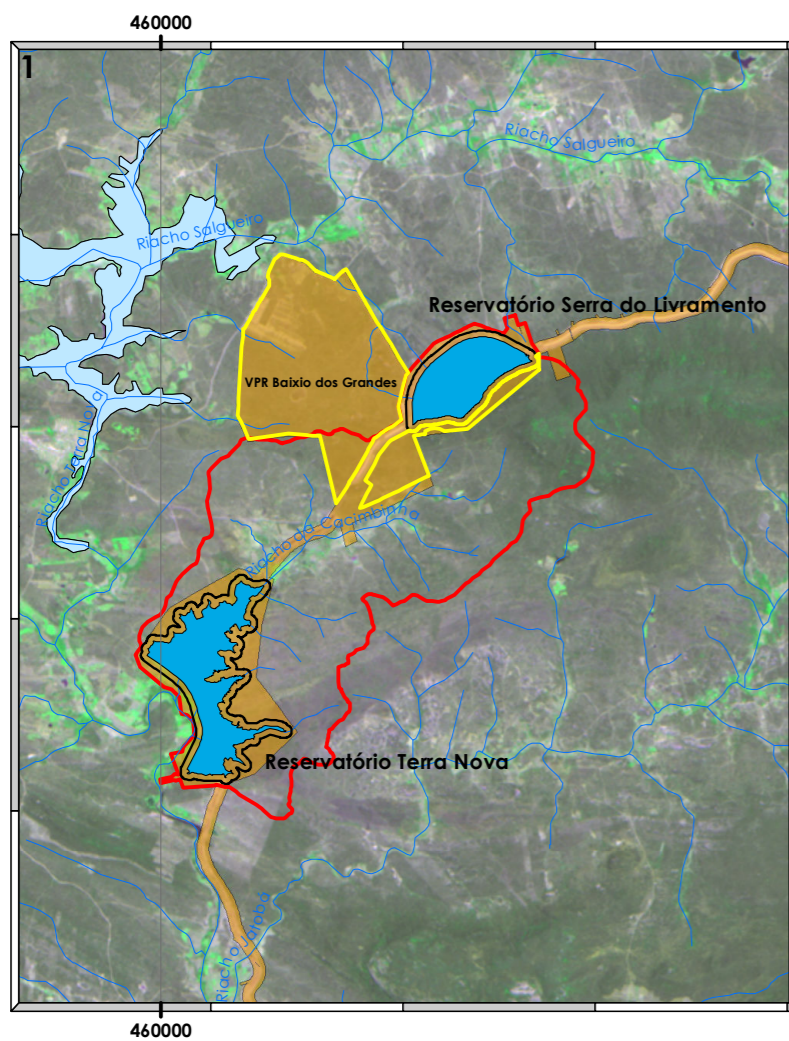 460000
1
Riacho Salgueiro
Riacho Salgueiro
Reservatório Serra do Livramento
VPR Baixio dos Grandes
Riacho Terra Nova
Riacho da Cacimbinha
Reservatório Terra Nova
Riacho Jatobá
460000